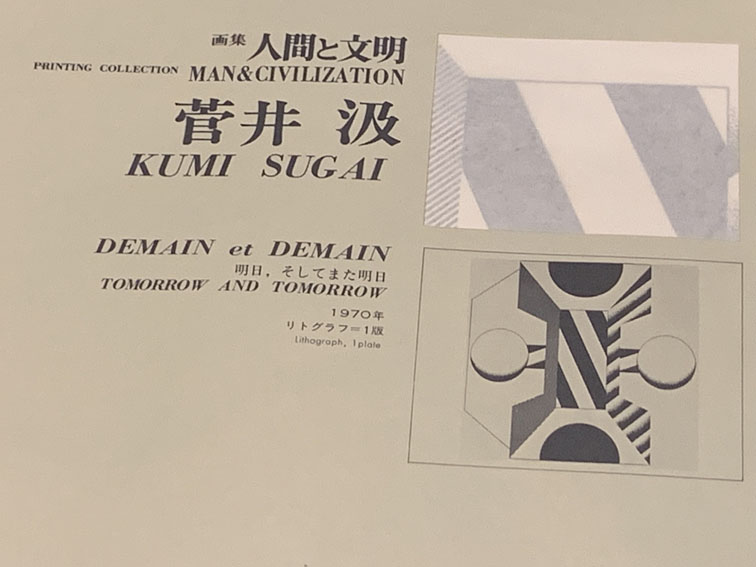 画集 人間と文明
PRINTING COLLECTION MAN&CIVILIZATION
菅井 汲
KUMI SUGAI
DEMAIN et DEMAIN
明日,そしてまた明日
TOMORROW AND TOMORROW
1970年
リトグラフ=1版
Lithograph, 1plate